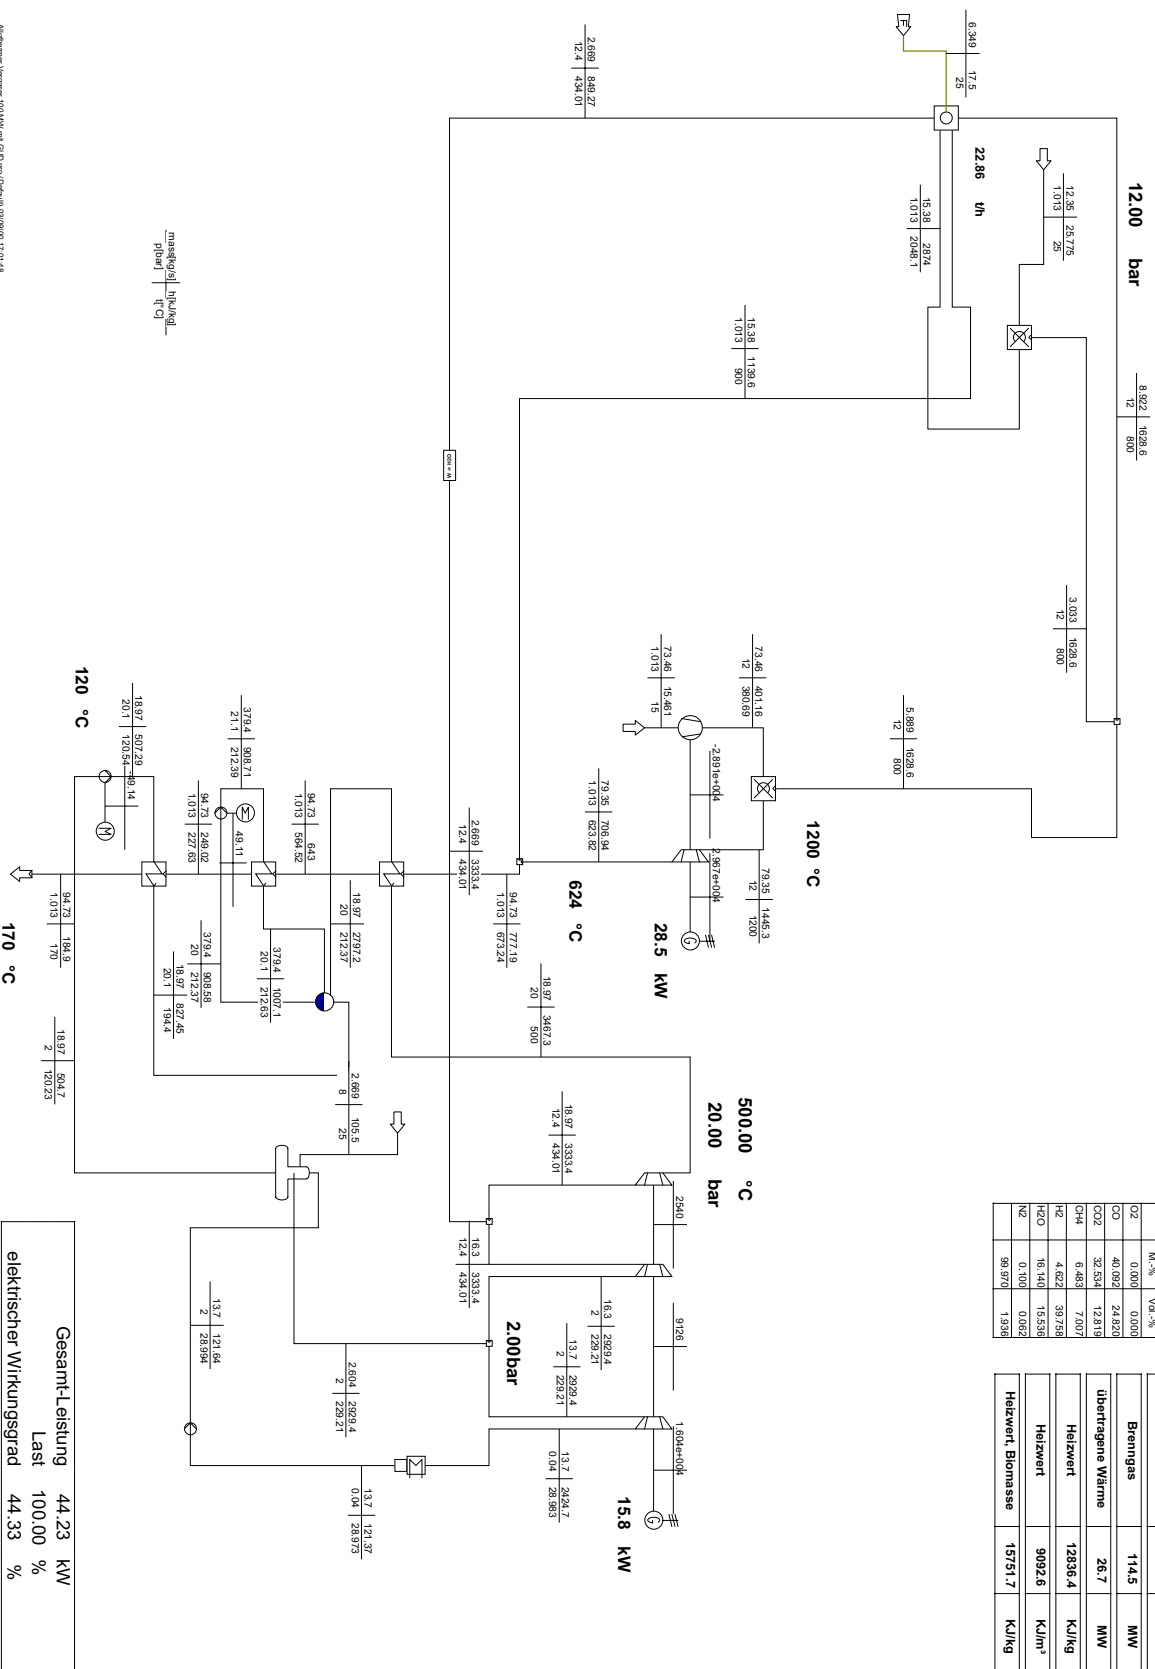 6.349 17.5
25
F
2.669 849.27
12.4 434.01
22.86 t/h
12.00 bar
12.35 25.775
1.013 25
15.38 2874
1.013 2048.1
15.38 1139.6
1.013 900
8.922 1628.6
12 800
3.033 1628.6
12 800
5.889 1628.6
12 800
mass[kg/s] h[kJ/kg]
p[bar] t[°C]
73.46 401.16
12 380.69
73.46 15.461
1.013 15
-2.891e+004
2.967e+004
1200 °C
79.35 1445.3
12 1200
79.35 706.94
1.013 623.82
624 °C
28.5 kW
G
2.669 3333.4
12.4 434.01
94.73 777.19
1.013 673.24
94.73 643
1.013 564.52
18.97 2797.2
20 212.37
379.4 908.71
21.1 212.39
M
49.11
94.73 249.02
1.013 227.63
120 °C
18.97 507.29
20.1 120.54
-49.14
M
379.4 908.58
20 212.37
379.4 1007.1
20.1 212.63
18.97 827.45
20.1 194.4
94.73 184.9
1.013 170
170 °C
18.97 504.7
2 120.23
2.669 105.5
8 25
18.97 3467.3
20 500
500.00 °C
20.00 bar
18.97 3333.4
12.4 434.01
2540
16.3 3333.4
12.4 434.01
9126
16.3 2929.4
2 229.21
13.7 2929.4
2 229.21
2.00bar
2.604 2929.4
2 229.21
1.604e+004
G
15.8 kW
13.7 2424.7
0.04 28.983
13.7 121.37
0.04 28.973
13.7 121.64
2 28.994
M.-% Vol.-%
O2 0.000 0.000
CO 40.092 24.820
CO2 32.534 12.819
CH4 6.483 7.007
H2 4.622 39.758
H2O 16.140 15.536
N2 0.100 0.062
99.970 1.936
Brenngas 114.5 MW
übertragene Wärme 26.7 MW
Heizwert 12836.4 KJ/kg
Heizwert 9092.6 KJ/m³
Heizwert, Biomasse 15751.7 KJ/kg
Gesamt-Leistung 44.23 kW
Last 100.00 %
elektrischer Wirkungsgrad 44.33 %